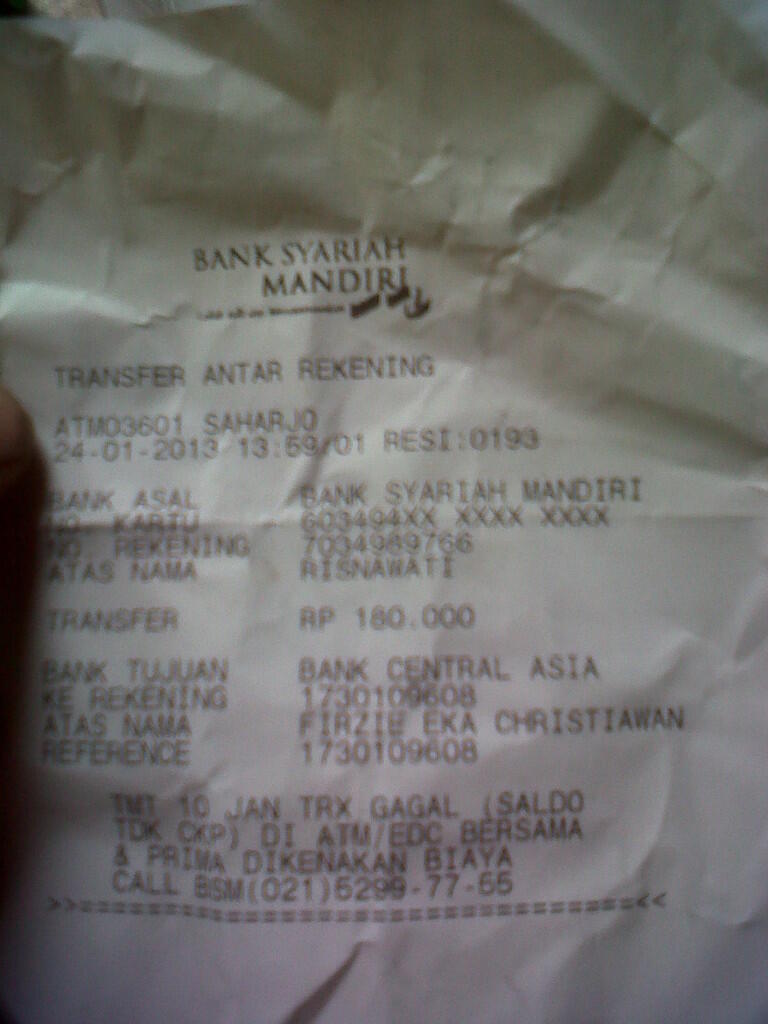 BANK SYARIAH
MANDIRI
TRANSFER ANTAR REKENING
ATM03601 SAHARJO
24-01-2013 13:59/01 RESI:0193
BANK ASAL BANK SYARIAH MANDIRI
NO. KARTU 603494XX XXXX XXXX
NO. REKENING 7034989766
ATAS NAMA RISNAWATI
TRANSFER RP 180.000
BANK TUJUAN BANK CENTRAL ASIA
KE REKENING 1730109608
ATAS NAMA FIRZIE EKA CHRISTIAWAN
REFERENCE 1730109608
TMT 10 JAN TRX GAGAL (SALDO
TDK CKP) DI ATM/EDC BERSAMA
& PRIMA DIKENAKAN BIAYA
CALL BSM(021)5299-77-55
>>==============================<<